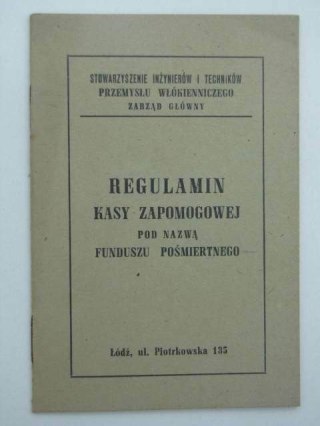 STOWARZYSZENIE INŻYNIERÓW I TECHNIKÓW
PRZEMYSŁU WŁÓKIENNICZEGO
ZARZĄD GŁÓWNY
REGULAMIN
KASY ZAPOMOGOWEJ
POD NAZWĄ
FUNDUSZU POŚMIERTNEGO
Łódź, ul. Piotrkowska 135